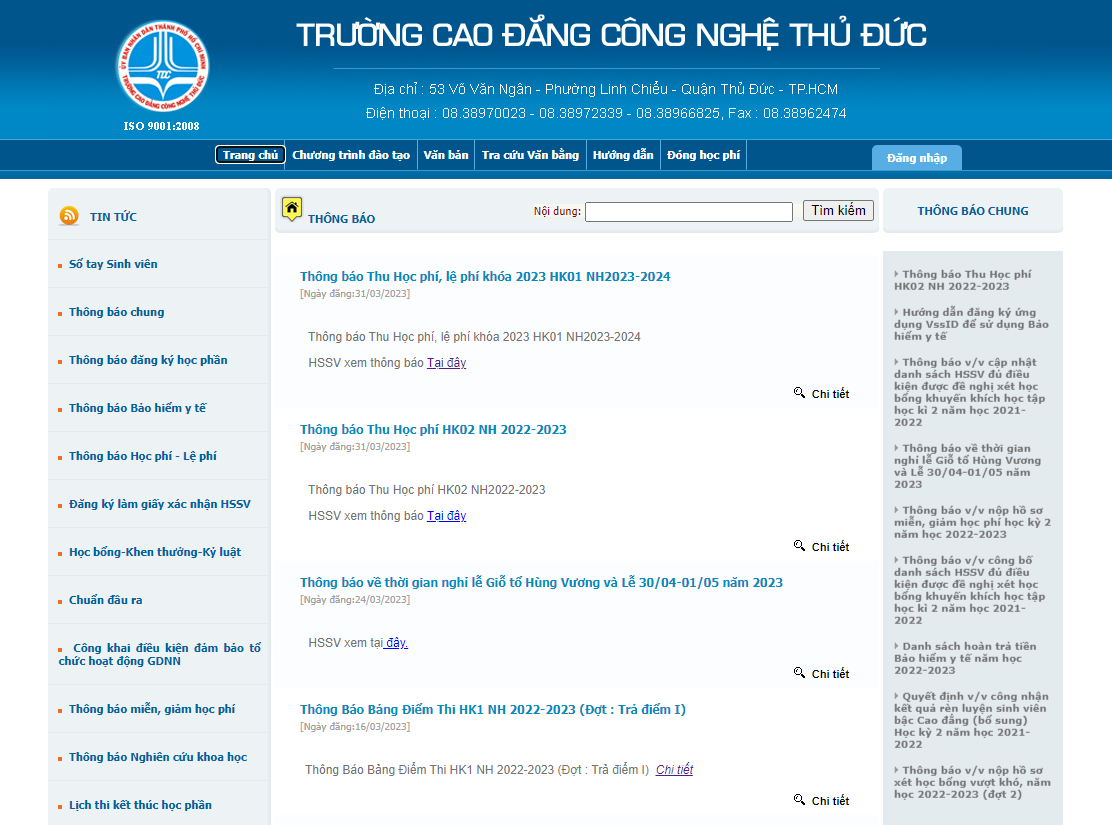 TRƯỜNG CAO ĐẲNG CÔNG NGHỆ THỦ ĐỨC
ỦY BAN NHÂN DÂN THÀNH PHỐ HỒ CHÍ MINH
TDC
TRƯỜNG CAO ĐẲNG CÔNG NGHỆ THỦ ĐỨC
ISO 9001:2008
Địa chỉ : 53 Võ Văn Ngân - Phường Linh Chiểu - Quận Thủ Đức - TP.HCM
Điện thoại : 08.38970023 - 08.38972339 - 08.38966825, Fax : 08.38962474
Trang chủ Chương trình đào tạo Văn bản Tra cứu Văn bằng Hướng dẫn Đóng học phí Đăng nhập
TIN TỨC
Sổ tay Sinh viên
Thông báo chung
Thông báo đăng ký học phần
Thông báo Bảo hiểm y tế
Thông báo Học phí - Lệ phí
Đăng ký làm giấy xác nhận HSSV
Học bổng-Khen thưởng-Kỷ luật
Chuẩn đầu ra
Công khai điều kiện đảm bảo tổ
chức hoạt động GDNN
Thông báo miễn, giảm học phí
Thông báo Nghiên cứu khoa học
Lịch thi kết thúc học phần
THÔNG BÁO
Nội dung: Tìm kiếm
Thông báo Thu Học phí, lệ phí khóa 2023 HK01 NH2023-2024
[Ngày đăng:31/03/2023]
Thông báo Thu Học phí, lệ phí khóa 2023 HK01 NH2023-2024
HSSV xem thông báo Tại đây
Chi tiết
Thông báo Thu Học phí HK02 NH 2022-2023
[Ngày đăng:31/03/2023]
Thông báo Thu Học phí HK02 NH2022-2023
HSSV xem thông báo Tại đây
Chi tiết
Thông báo về thời gian nghỉ lễ Giỗ tổ Hùng Vương và Lễ 30/04-01/05 năm 2023
[Ngày đăng:24/03/2023]
HSSV xem tại đây.
Chi tiết
Thông Báo Bảng Điểm Thi HK1 NH 2022-2023 (Đợt : Trả điểm I)
[Ngày đăng:16/03/2023]
Thông Báo Bảng Điểm Thi HK1 NH 2022-2023 (Đợt : Trả điểm I) Chi tiết
Chi tiết
THÔNG BÁO CHUNG
Thông báo Thu Học phí
HK02 NH 2022-2023
Hướng dẫn đăng ký ứng
dụng VssID để sử dụng Bảo
hiểm y tế
Thông báo v/v cập nhật
danh sách HSSV đủ điều
kiện được đề nghị xét học
bổng khuyến khích học tập
học kì 2 năm học 2021-
2022
Thông báo về thời gian
nghỉ lễ Giỗ tổ Hùng Vương
và Lễ 30/04-01/05 năm
2023
Thông báo v/v nộp hồ sơ
miễn, giảm học phí học kỳ 2
năm học 2022-2023
Thông báo v/v công bố
danh sách HSSV đủ điều
kiện được đề nghị xét học
bổng khuyến khích học tập
học kì 2 năm học 2021-
2022
Danh sách hoàn trả tiền
Bảo hiểm y tế năm học
2022-2023
Quyết định v/v công nhận
kết quả rèn luyện sinh viên
bậc Cao đẳng (bổ sung)
Học kỳ 2 năm học 2021-
2022
Thông báo v/v nộp hồ sơ
xét học bổng vượt khó, năm
học 2022-2023 (đợt 2)